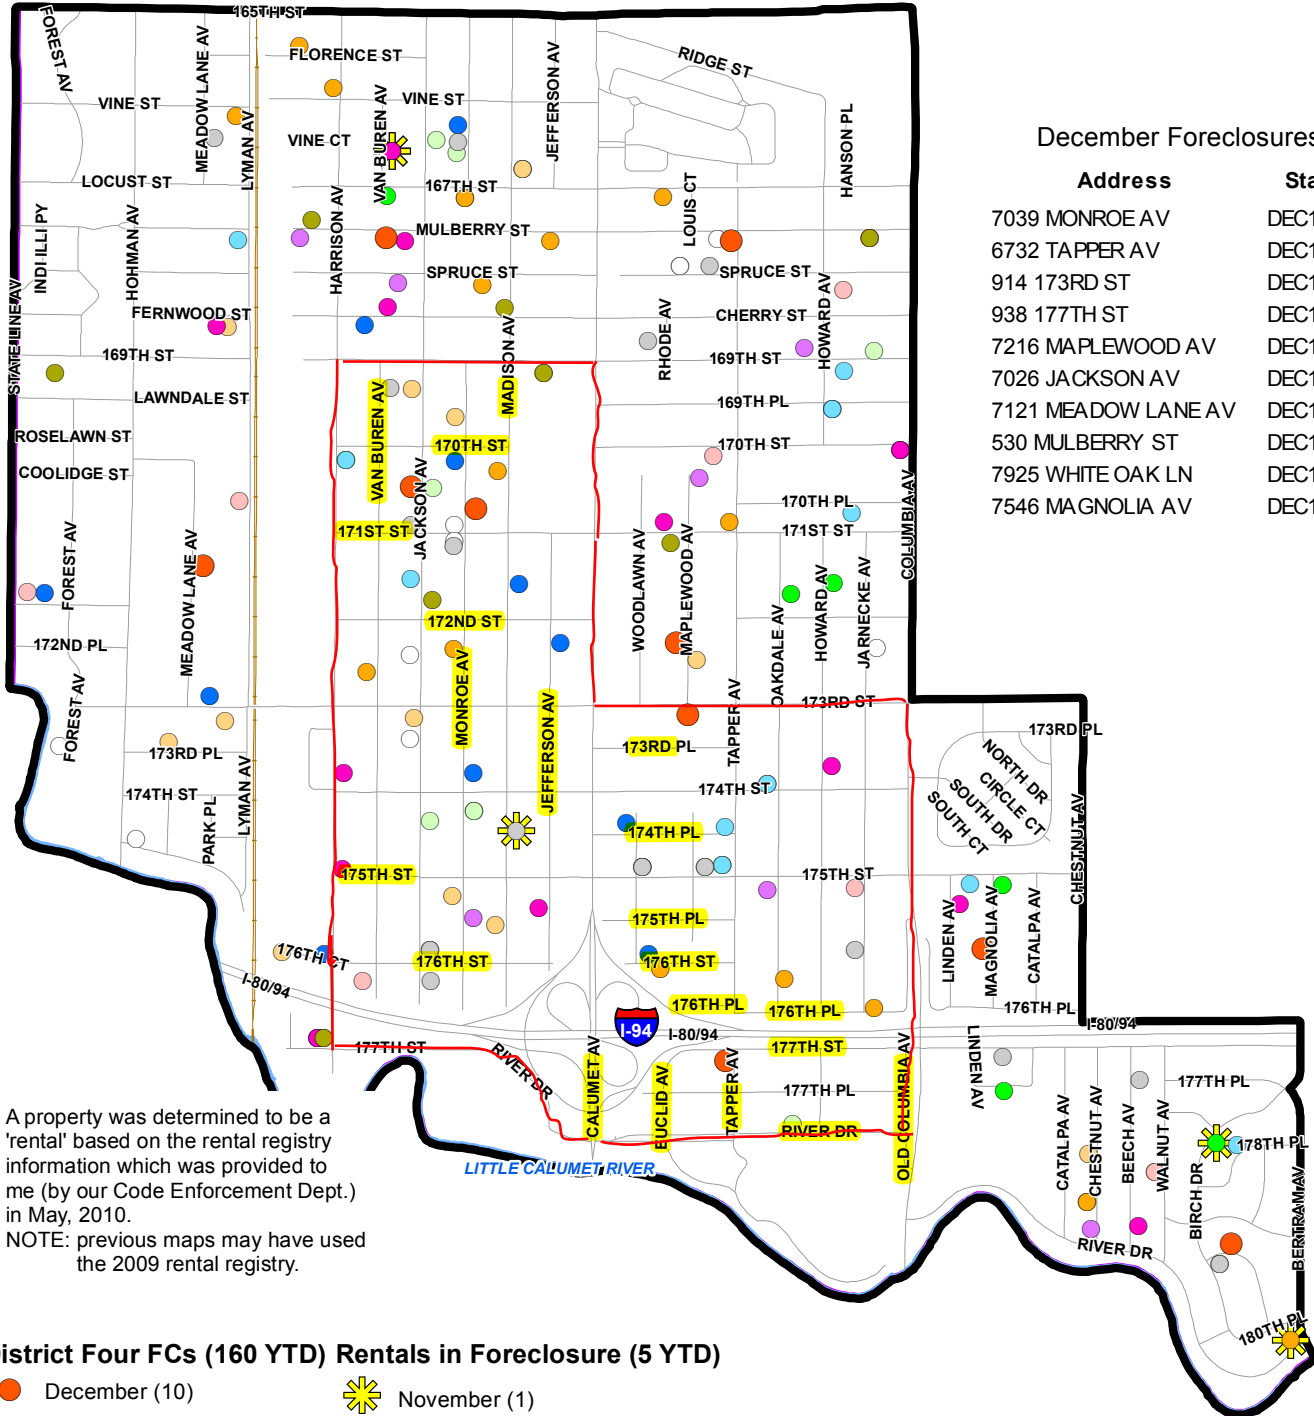 165TH ST
FOREST AV
MEADOW LANE AV
FLORENCE ST
JEFFERSON AV
RIDGE ST
VINE ST
VAN BUREN AV
VINE ST
HANSON PL
LYMAN AV
VINE CT
LOCUST ST
167TH ST
LOUIS CT
INDI ILLI PY
HOHMAN AV
HARRISON AV
MULBERRY ST
SPRUCE ST
SPRUCE ST
STATE LINE AV
FERNWOOD ST
MADISON AV
RHODE AV
CHERRY ST
HOWARD AV
169TH ST
169TH ST
LAWNDALE ST
VAN BUREN AV
169TH PL
ROSELAWN ST
170TH ST
170TH ST
COOLIDGE ST
JACKSON AV
COLUMBIA AV
170TH PL
171ST ST
171ST ST
FOREST AV
MEADOW LANE AV
WOODLAWN AV
MAPLEWOOD AV
OAKDALE AV
HOWARD AV
JARNECKE AV
172ND ST
172ND PL
MONROE AV
FOREST AV
JEFFERSON AV
TAPPER AV
173RD ST
173RD PL
173RD PL
173RD PL
NORTH DR
CIRCLE CT
SOUTH DR
SOUTH CT
174TH ST
174TH ST
LYMAN AV
PARK PL
174TH PL
CHESTNUT AV
175TH ST
175TH ST
175TH PL
LINDEN AV
MAGNOLIA AV
CATALPA AV
176TH CT
176TH ST
176TH ST
I-80/94
176TH PL
176TH PL
176TH PL
I-94
I-80/94
I-80/94
177TH ST
177TH ST
RIVER DR
CALUMET AV
EUCLID AV
TAPPER AV
177TH PL
OLD COLUMBIA AV
LINDEN AV
177TH PL
CATALPA AV
CHESTNUT AV
BEECH AV
WALNUT AV
RIVER DR
178TH PL
BIRCH DR
BERTRAM AV
LITTLE CALUMET RIVER
RIVER DR
180TH PL
December Foreclosures
Address Sta
7039 MONROE AV DEC1
6732 TAPPER AV DEC1
914 173RD ST DEC1
938 177TH ST DEC1
7216 MAPLEWOOD AV DEC1
7026 JACKSON AV DEC1
7121 MEADOW LANE AV DEC1
530 MULBERRY ST DEC1
7925 WHITE OAK LN DEC1
7546 MAGNOLIA AV DEC1
A property was determined to be a
'rental' based on the rental registry
information which was provided to
me (by our Code Enforcement Dept.)
in May, 2010.
NOTE: previous maps may have used
the 2009 rental registry.
istrict Four FCs (160 YTD) Rentals in Foreclosure (5 YTD)
December (10) November (1)